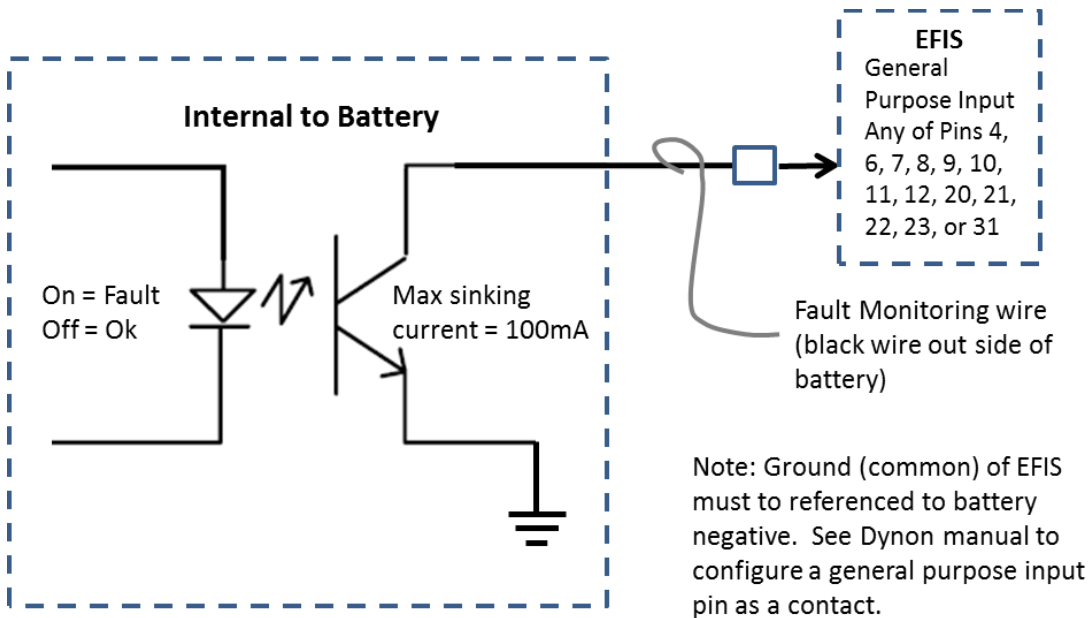 Internal to Battery
On = Fault
Off = Ok
Max sinking
current = 100mA
EFIS
General
Purpose Input
Any of Pins 4,
6, 7, 8, 9, 10,
11, 12, 20, 21,
22, 23, or 31
Fault Monitoring wire
(black wire out side of
battery)
Note: Ground (common) of EFIS
must to referenced to battery
negative.  See Dynon manual to
configure a general purpose input
pin as a contact.